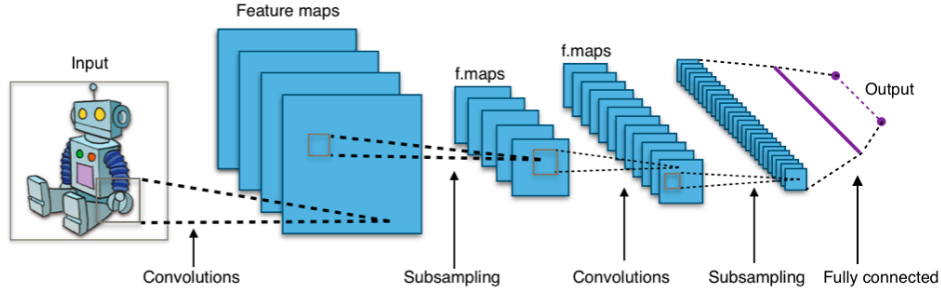 Feature maps
Input
f.maps
f.maps
Output
Convolutions
Subsampling
Convolutions
Subsampling
Fully connected